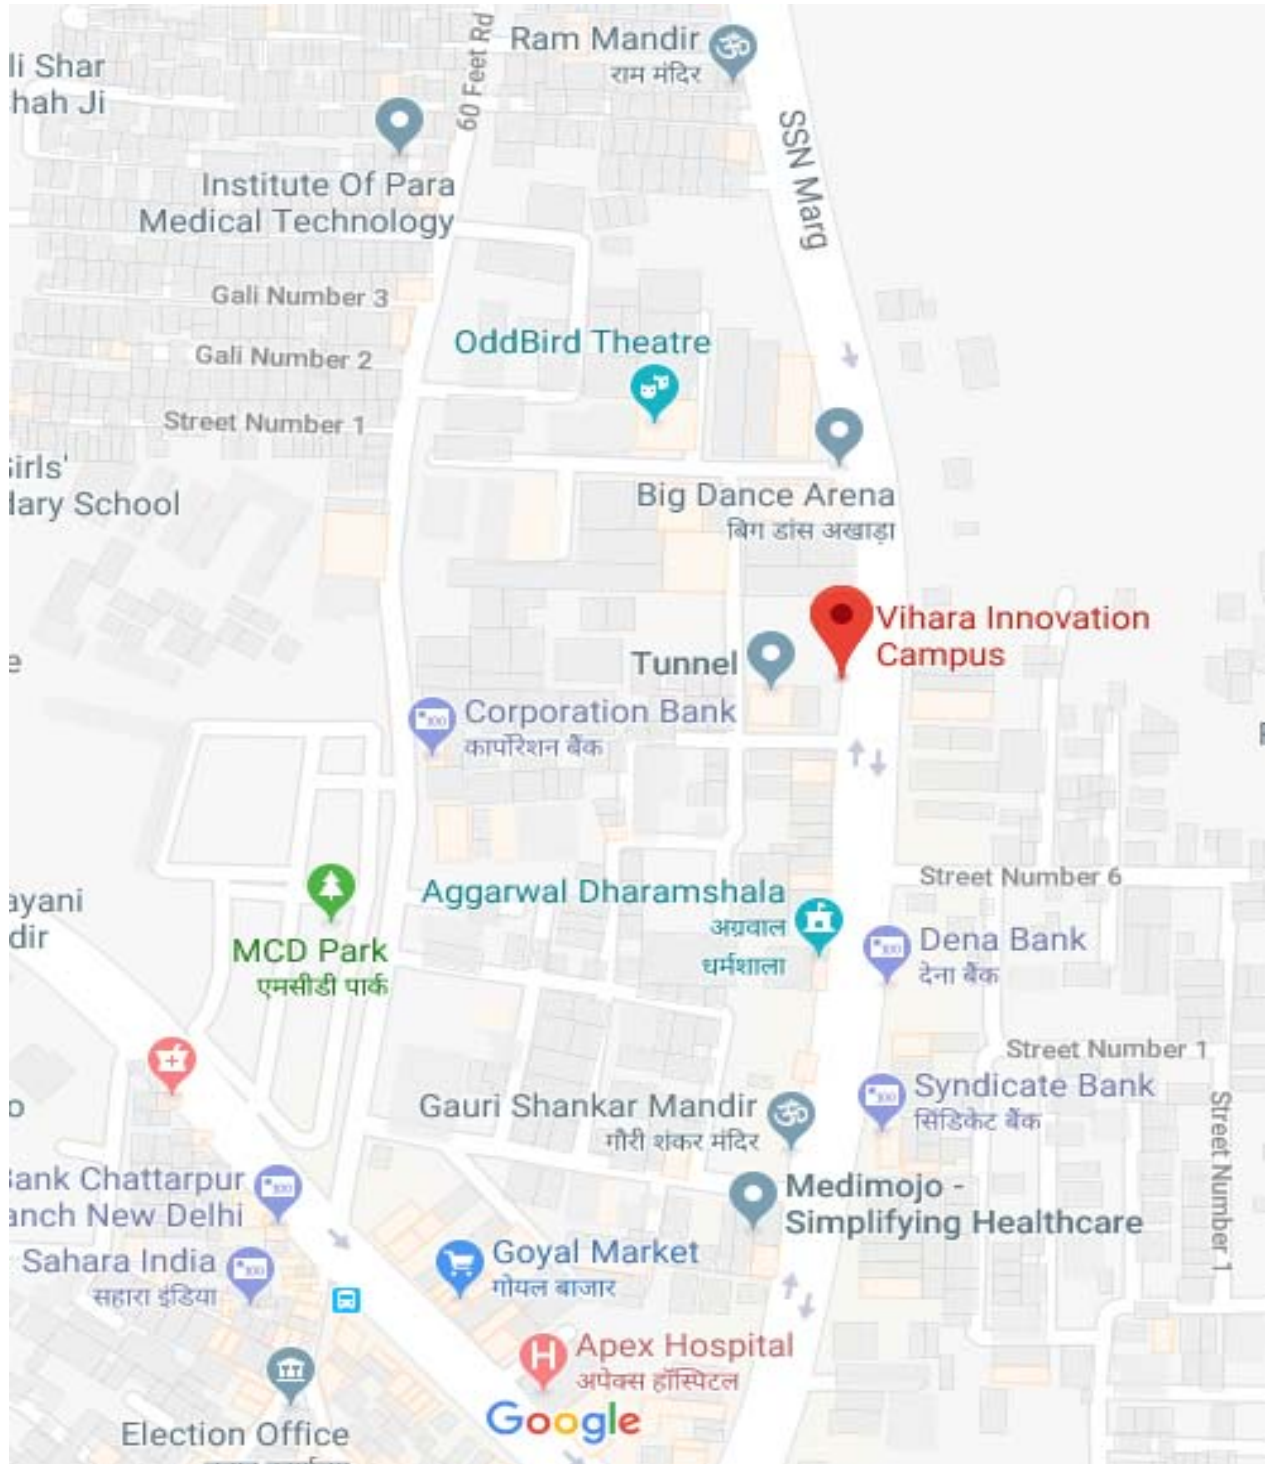 Ram Mandir
राम मंदिर
60 Feet Rd
li Shar
hah Ji
SSN Marg
Institute Of Para
Medical Technology
Gali Number 3
OddBird Theatre
Gali Number 2
Street Number 1
irls'
lary School
Big Dance Arena
बिग डांस अखाड़ा
Vihara Innovation
Campus
Tunnel
e
Corporation Bank
कार्पोरेशन बैंक
Street Number 6
Aggarwal Dharamshala
अग्रवाल
धर्मशाला
ayani
dir
Dena Bank
देना बैंक
MCD Park
एमसीडी पार्क
Street Number 1
Syndicate Bank
सिंडिकेट बैंक
Gauri Shankar Mandir
गौरी शंकर मंदिर
o
Street Number 1
ank Chattarpur
anch New Delhi
Medimojo -
Simplifying Healthcare
Sahara India
सहारा इंडिया
Goyal Market
गोयल बाजार
H
Apex Hospital
अपेक्स हॉस्पिटल
Google
Election Office